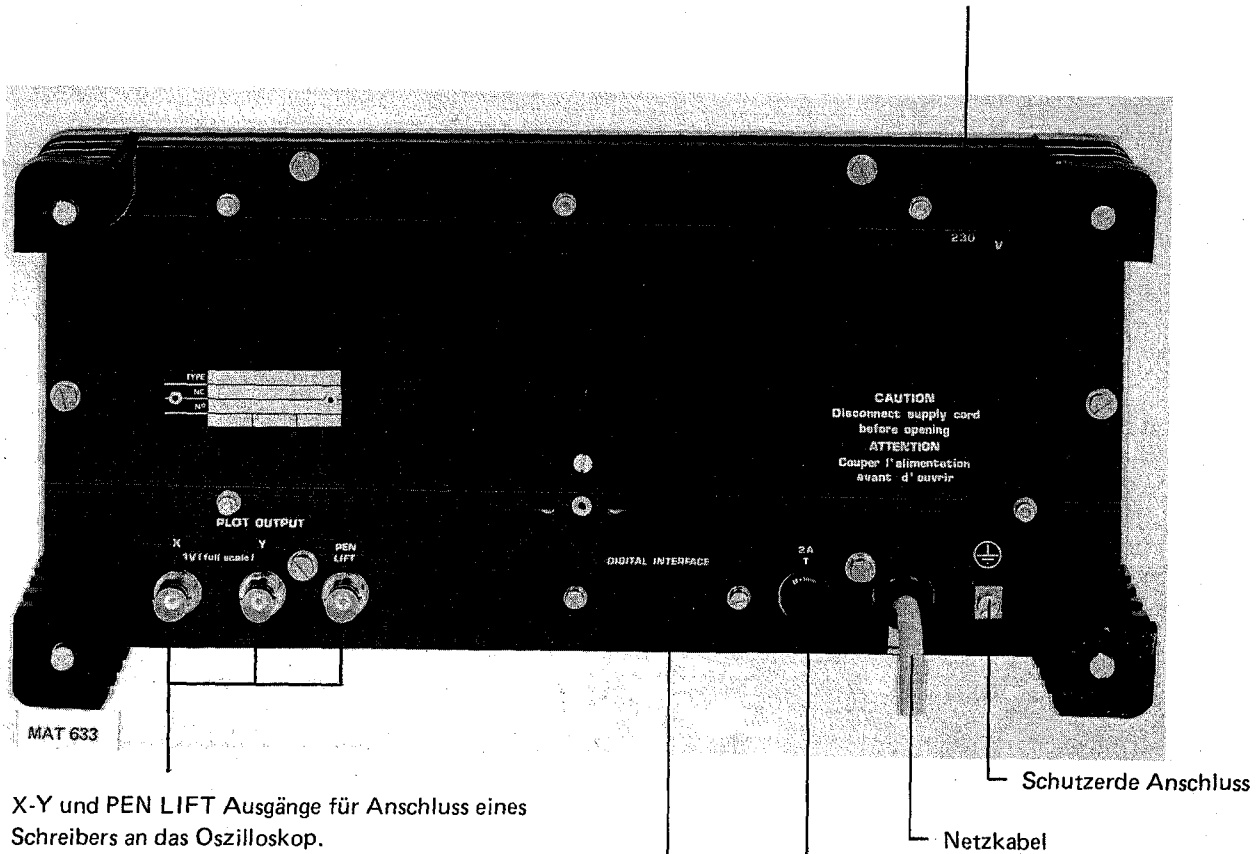 230 V
TYPE
NC
Nº
CAUTION
Disconnect supply cord
before opening
ATTENTION
Couper l'alimentation
avant d'ouvrir
PLOT OUTPUT
X Y PEN
1V (full scale) LIFT
DIGITAL INTERFACE
2A
T
MAT 633
Schutzerde Anschluss
X-Y und PEN LIFT Ausgänge für Anschluss eines
Schreibers an das Oszilloskop.
Netzkabel